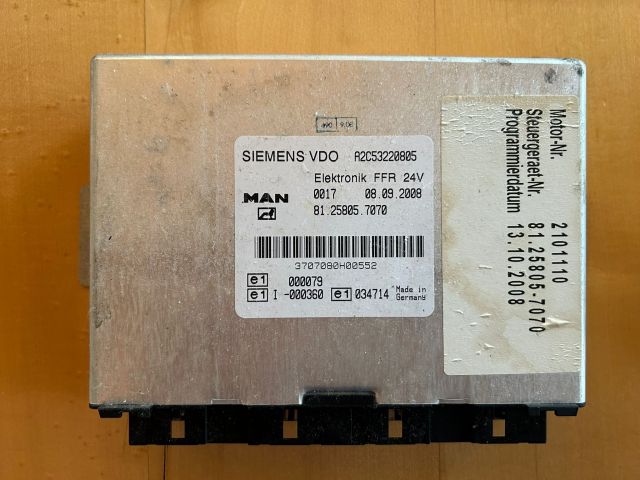 SIEMENS VDO A2C53220805
Elektronik FFR 24V
MAN 0017 08.09.2008
81.25805.7070
3707080H00552
e1 000079
e1 I -000360 e1 034714 Made in Germany
Motor-Nr. 2101110
Steuergeraet-Nr. 81.25805-7070
Programmierdatum 13.10.2008